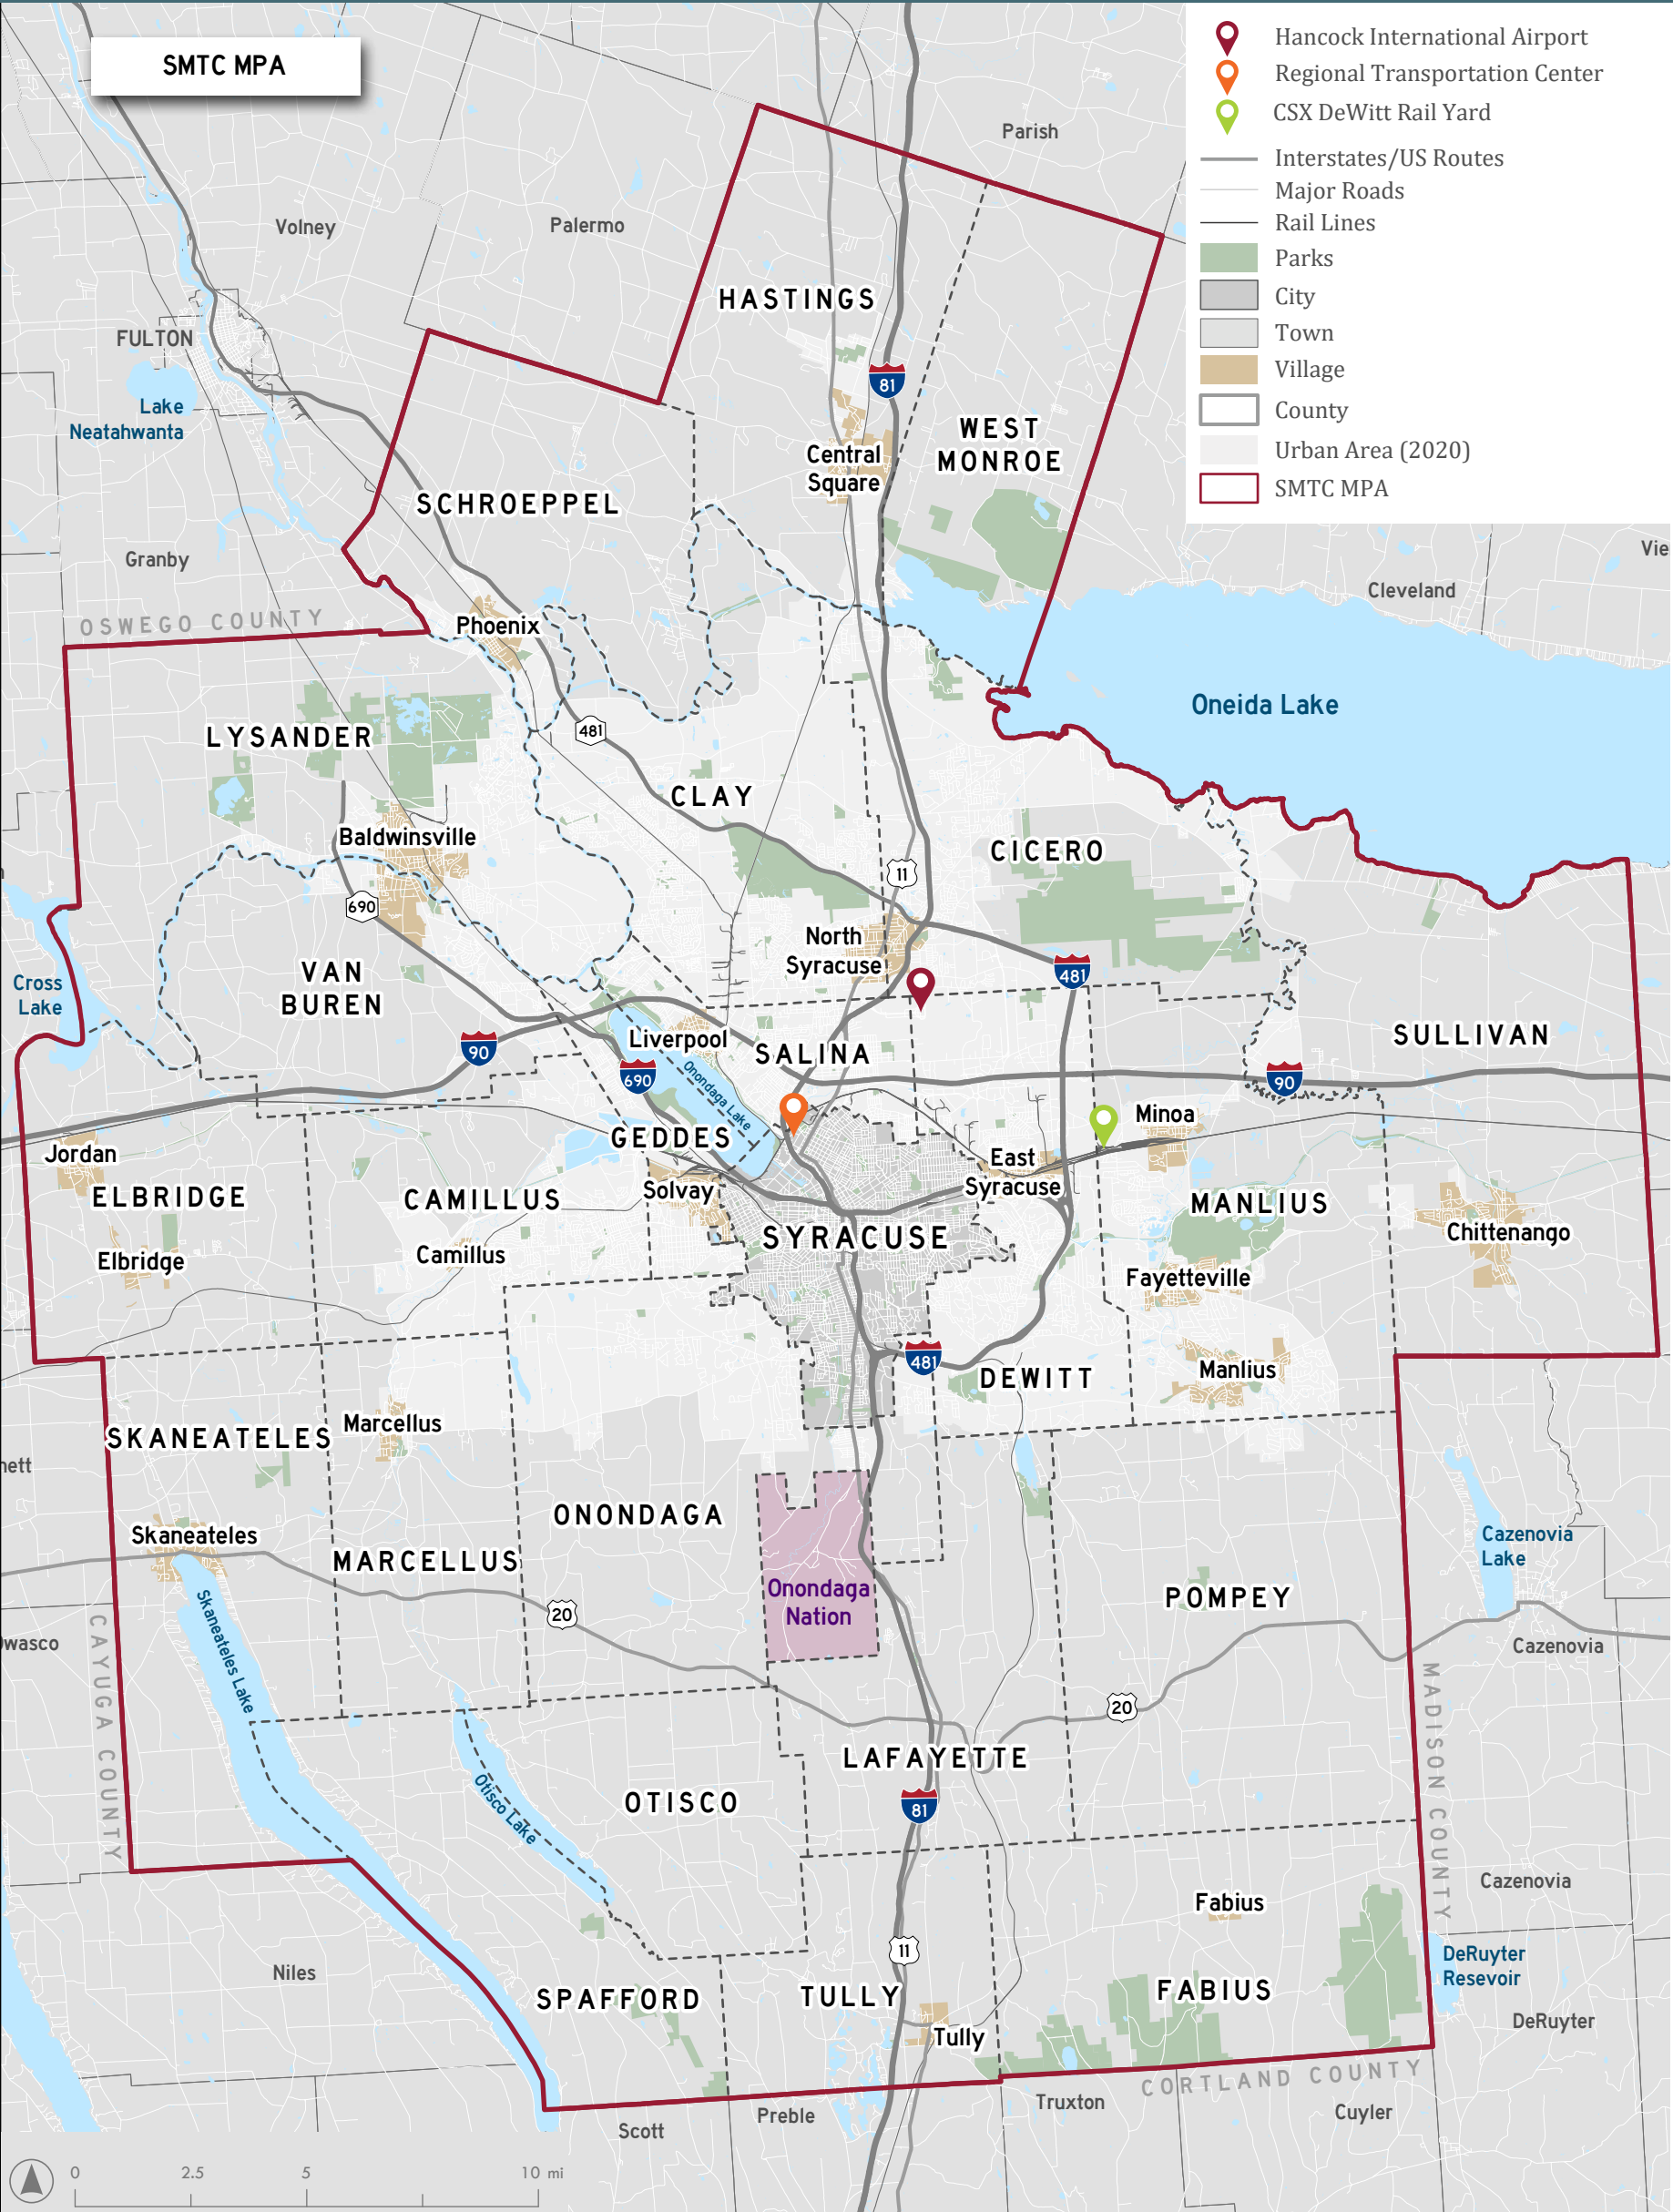 SMTC MPA
Hancock International Airport
Regional Transportation Center
CSX DeWitt Rail Yard
Interstates/US Routes
Major Roads
Rail Lines
Parks
City
Town
Village
County
Urban Area (2020)
SMTC MPA
Parish
Volney
Palermo
HASTINGS
FULTON
81
Lake
Neatahwanta
WEST
MONROE
Central
Square
SCHROEPPEL
Granby
Vie
Cleveland
OSWEGO COUNTY
Phoenix
Oneida Lake
LYSANDER
481
CLAY
Baldwinsville
CICERO
11
690
North
Syracuse
VAN
BUREN
Cross
Lake
481
SULLIVAN
Liverpool
SALINA
90
690
90
Onondaga Lake
Minoa
GEDDES
Jordan
East
Syracuse
Solvay
ELBRIDGE
CAMILLUS
MANLIUS
SYRACUSE
Chittenango
Camillus
Elbridge
Fayetteville
481
DEWITT
Manlius
Marcellus
SKANEATELES
nett
ONONDAGA
Skaneateles
Cazenovia
Lake
MARCELLUS
Onondaga
Nation
POMPEY
20
Skaneateles Lake
CAYUGA COUNTY
Owasco
Cazenovia
MADISON COUNTY
20
LAFAYETTE
OTISCO
81
Otisco Lake
Cazenovia
Fabius
11
DeRuyter
Resevoir
Niles
SPAFFORD
TULLY
FABIUS
DeRuyter
Tully
CORTLAND COUNTY
Truxton
Preble
Cuyler
Scott
0 2.5 5 10 mi